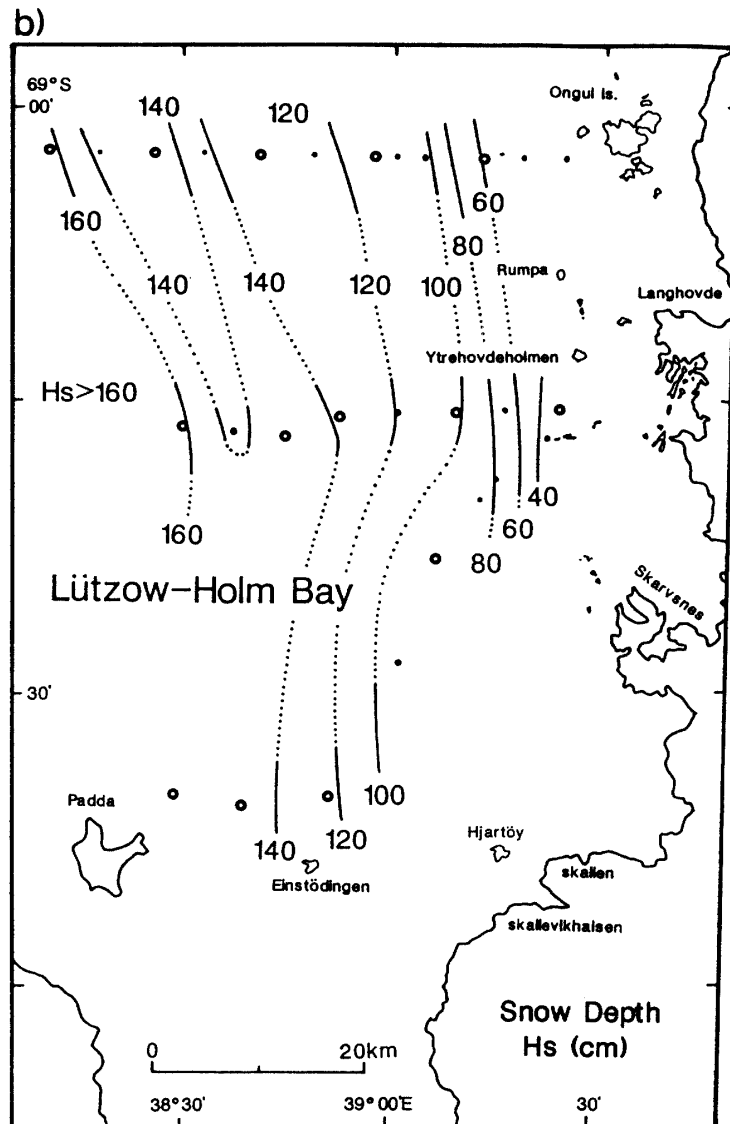 b)
69°S
00'
140
120
Ongul Is.
160
60
80
140
140
120
100
Rumpa
Langhovde
Ytrehovdeholmen
Hs>160
40
60
160
80
Lützow-Holm Bay
Skarvsnes
30'
Padda
100
140
120
Hjartöy
Einstödingen
skallen
skallevikhalsen
Snow Depth
Hs (cm)
0
20km
38°30'
39°00'E
30'